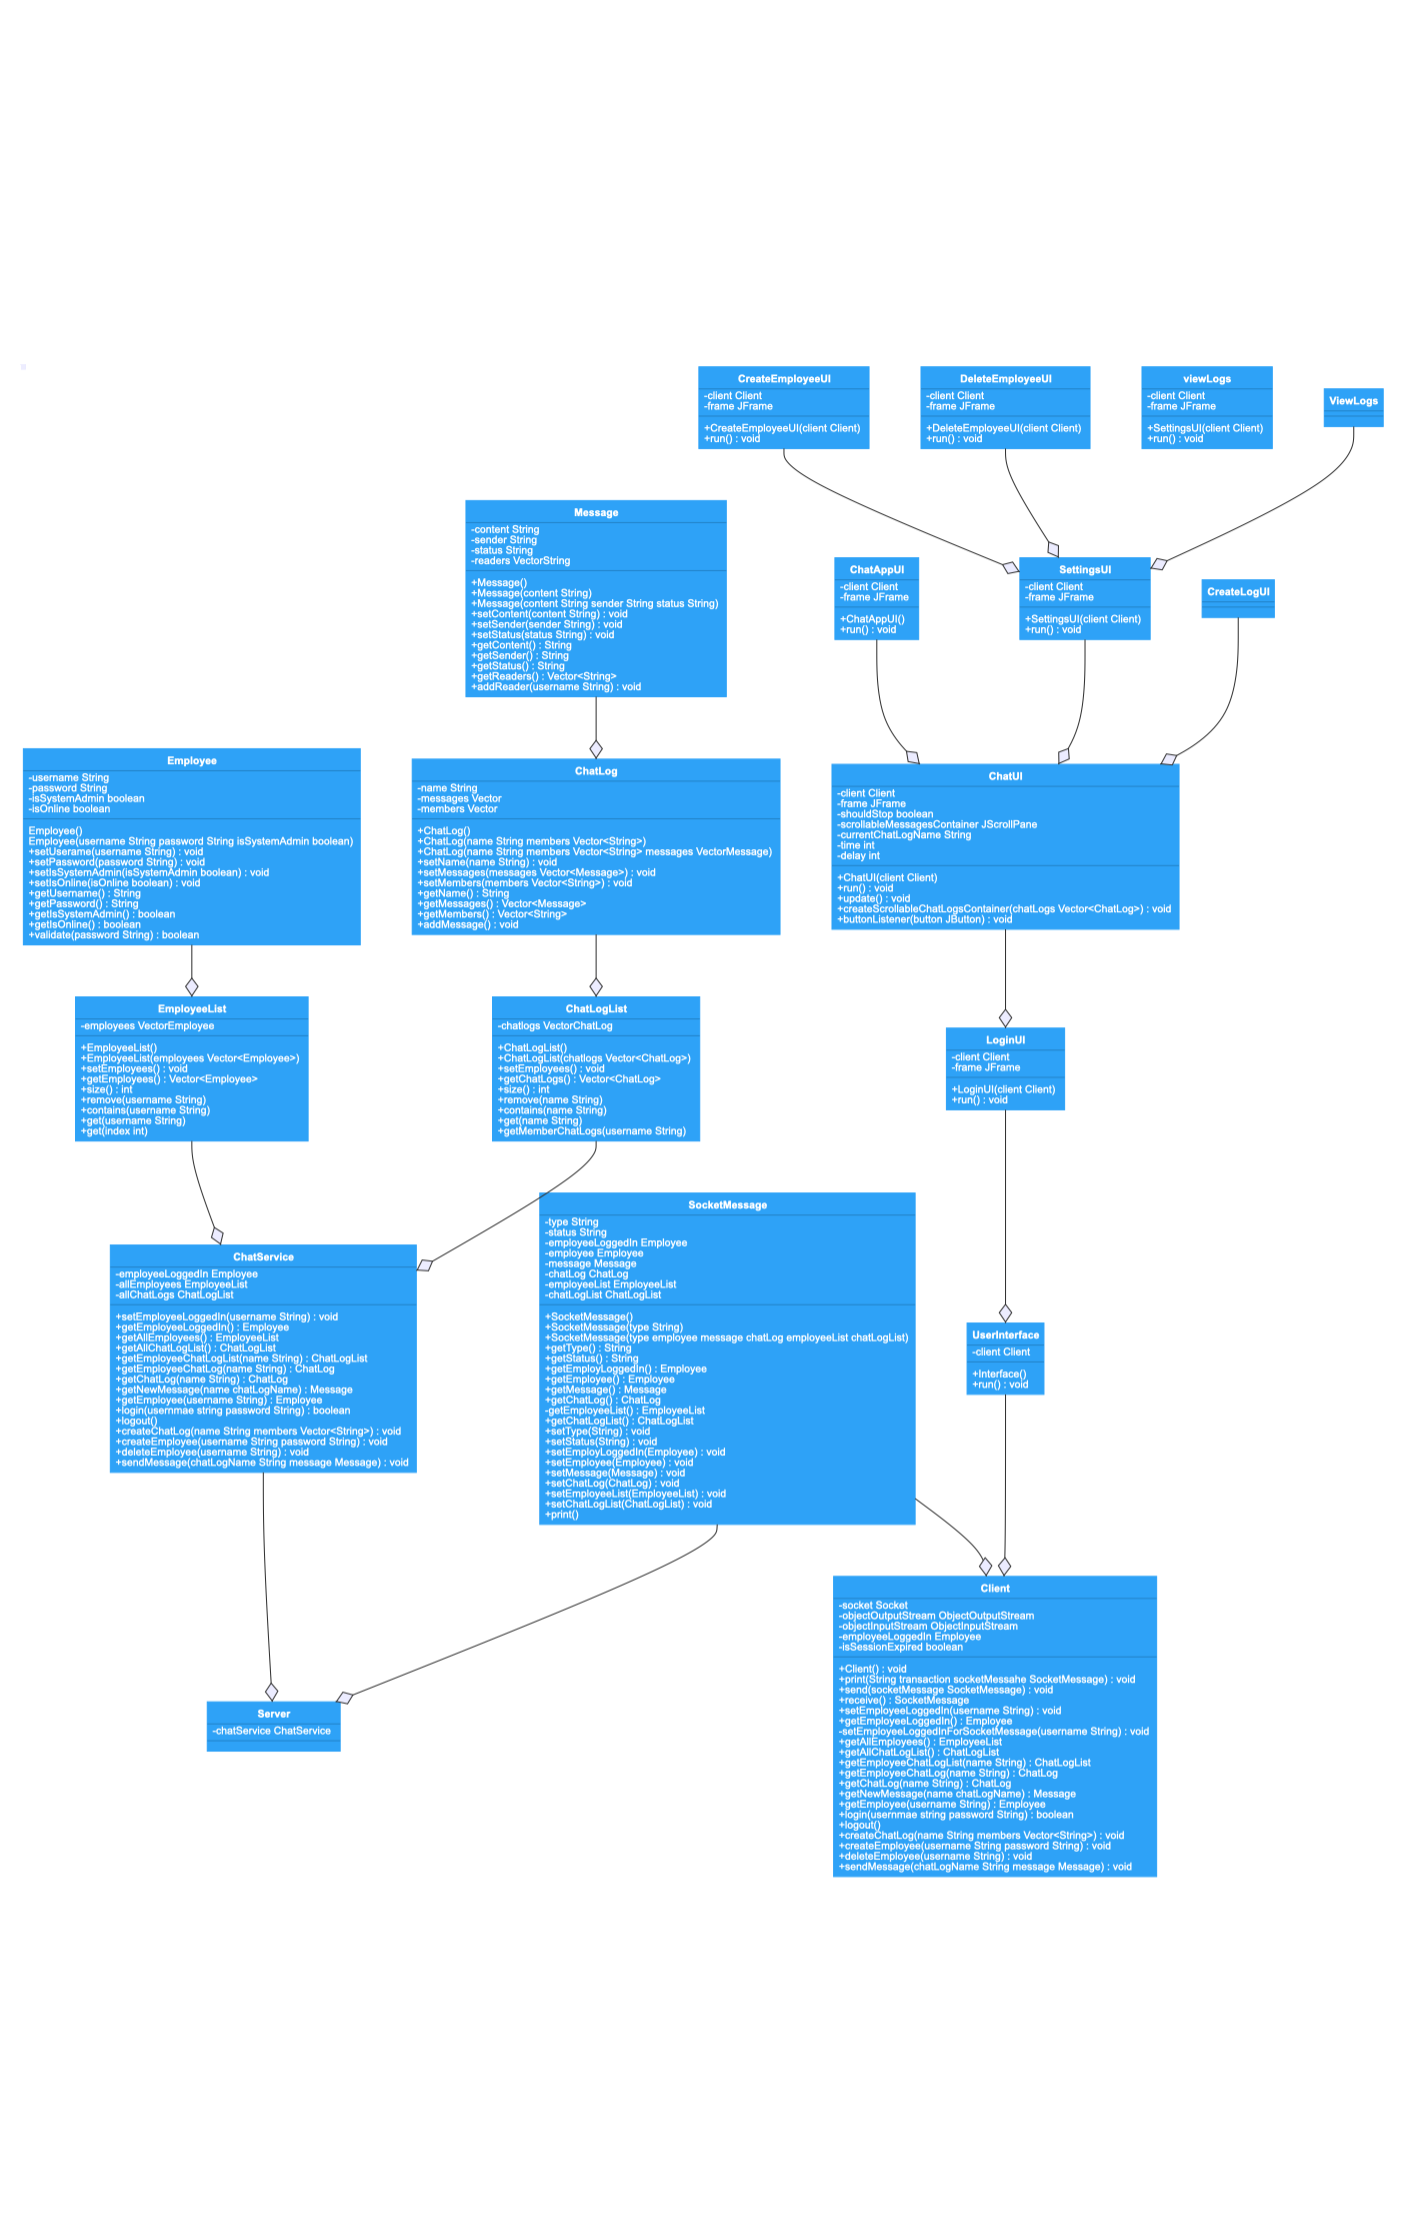 CreateEmployeeUI
-client Client
-frame JFrame
+CreateEmployeeUI(client Client)
+run() : void
DeleteEmployeeUI
-client Client
-frame JFrame
+DeleteEmployeeUI(client Client)
+run() : void
viewLogs
-client Client
-frame JFrame
+SettingsUI(client Client)
+run() : void
ViewLogs
Message
-content String
-sender String
-status String
-readers VectorString
+Message()
+Message(content String)
+Message(content String sender String status String)
+setContent(content String) : void
+setSender(sender String) : void
+setStatus(status String) : void
+getContent() : String
+getSender() : String
+getStatus() : String
+getReaders() : Vector<String>
+addReader(username String) : void
ChatAppUI
-client Client
-frame JFrame
+ChatAppUI()
+run() : void
SettingsUI
-client Client
-frame JFrame
+SettingsUI(client Client)
+run() : void
CreateLogUI
Employee
-username String
-password String
-isSystemAdmin boolean
-isOnline boolean
Employee()
Employee(username String password String isSystemAdmin boolean)
+setUserame(username String) : void
+setPassword(password String) : void
+setIsSystemAdmin(isSystemAdmin boolean) : void
+setIsOnline(isOnline boolean) : void
+getUsername() : String
+getPassword() : String
+getIsSystemAdmin() : boolean
+getIsOnline() : boolean
+validate(password String) : boolean
ChatLog
-name String
-messages Vector
-members Vector
+ChatLog()
+ChatLog(name String members Vector<String>)
+ChatLog(name String members Vector<String> messages VectorMessage)
+setName(name String) : void
+setMessages(messages Vector<Message>) : void
+setMembers(members Vector<String>) : void
+getName() : String
+getMessages() : Vector<Message>
+getMembers() : Vector<String>
+addMessage() : void
ChatUI
-client Client
-frame JFrame
-shouldStop boolean
-scrollableMessagesContainer JScrollPane
-currentChatLogName String
-time int
-delay int
+ChatUI(client Client)
+run() : void
+update() : void
+createScrollableChatLogsContainer(chatLogs Vector<ChatLog>) : void
+buttonListener(button JButton) : void
EmployeeList
-employees VectorEmployee
+EmployeeList()
+EmployeeList(employees Vector<Employee>)
+setEmployees() : void
+getEmployees() : Vector<Employee>
+size() : int
+remove(username String)
+contains(username String)
+get(username String)
+get(index int)
ChatLogList
-chatlogs VectorChatLog
+ChatLogList()
+ChatLogList(chatlogs Vector<ChatLog>)
+setEmployees() : void
+getChatLogs() : Vector<ChatLog>
+size() : int
+remove(name String)
+contains(name String)
+get(name String)
+getMemberChatLogs(username String)
LoginUI
-client Client
-frame JFrame
+LoginUI(client Client)
+run() : void
ChatService
-employeeLoggedIn Employee
-allEmployees EmployeeList
-allChatLogs ChatLogList
+setEmployeeLoggedIn(username String) : void
+getEmployeeLoggedIn() : Employee
+getAllEmployees() : EmployeeList
+getAllChatLogList() : ChatLogList
+getEmployeeChatLogList(name String) : ChatLogList
+getEmployeeChatLog(name String) : ChatLog
+getChatLog(name String) : ChatLog
+getNewMessage(name chatLogName) : Message
+getEmployee(username String) : Employee
+login(usernmae string password String) : boolean
+logout()
+createChatLog(name String members Vector<String>) : void
+createEmployee(username String password String) : void
+deleteEmployee(username String) : void
+sendMessage(chatLogName String message Message) : void
SocketMessage
-type String
-status String
-employeeLoggedIn Employee
-employee Employee
-message Message
-chatLog ChatLog
-employeeList EmployeeList
-chatLogList ChatLogList
+SocketMessage()
+SocketMessage(type String)
+SocketMessage(type employee message chatLog employeeList chatLogList)
+getType() : String
+getStatus() : String
+getEmployLoggedIn() : Employee
+getEmployee() : Employee
+getMessage() : Message
+getChatLog() : ChatLog
-getEmployeeList() : EmployeeList
+getChatLogList() : ChatLogList
+setType(String) : void
+setStatus(String) : void
+setEmployLoggedIn(Employee) : void
+setEmployee(Employee) : void
+setMessage(Message) : void
+setChatLog(ChatLog) : void
+setEmployeeList(EmployeeList) : void
+setChatLogList(ChatLogList) : void
+print()
UserInterface
-client Client
+Interface()
+run() : void
Client
-socket Socket
-objectOutputStream ObjectOutputStream
-objectInputStream ObjectInputStream
-employeeLoggedIn Employee
-isSessionExpired boolean
+Client() : void
+print(String transaction socketMessahe SocketMessage) : void
+send(socketMessage SocketMessage) : void
+receive() : SocketMessage
+setEmployeeLoggedIn(username String) : void
+getEmployeeLoggedIn() : Employee
-setEmployeeLoggedInForSocketMessage(username String) : void
+getAllEmployees() : EmployeeList
+getAllChatLogList() : ChatLogList
+getEmployeeChatLogList(name String) : ChatLogList
+getEmployeeChatLog(name String) : ChatLog
+getChatLog(name String) : ChatLog
+getNewMessage(name chatLogName) : Message
+getEmployee(username String) : Employee
+login(usernmae string password String) : boolean
+logout()
+createChatLog(name String members Vector<String>) : void
+createEmployee(username String password String) : void
+deleteEmployee(username String) : void
+sendMessage(chatLogName String message Message) : void
Server
-chatService ChatService